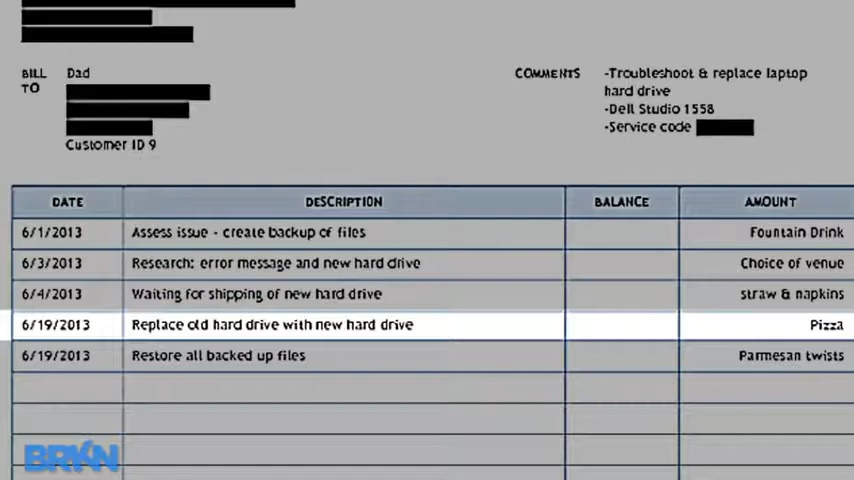 BILL TO
Dad
Customer ID 9
COMMENTS
-Troubleshoot & replace laptop
hard drive
-Dell Studio 1558
-Service code
DATE DESCRIPTION BALANCE AMOUNT
6/1/2013 Assess issue - create backup of files Fountain Drink
6/3/2013 Research: error message and new hard drive Choice of venue
6/4/2013 Waiting for shipping of new hard drive straw & napkins
6/19/2013 Replace old hard drive with new hard drive Pizza
6/19/2013 Restore all backed up files Parmesan twists
BRKN